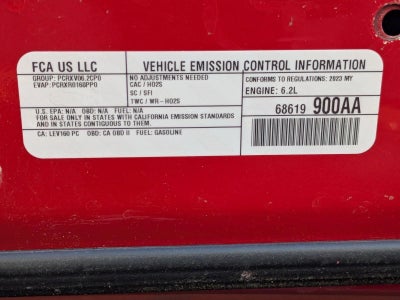 FCA US LLC
VEHICLE EMISSION CONTROL INFORMATION
GROUP: PCRXV06.2CP0
EVAP: PCRXR0166PP0
NO ADJUSTMENTS NEEDED
CAC / HO2S
SC / SFI
TWC / WR-HO2S
CONFORMS TO REGULATIONS: 2023 MY
ENGINE: 6.2L
U.S. EPA: N/A OBD: N/A FUEL: N/A
FOR SALE ONLY IN STATES WITH CALIFORNIA EMISSION STANDARDS
AND IN STATES CONTIGUOUS TO THEM.
CA: LEV160 PC OBD: CA OBD II FUEL: GASOLINE
68619 900AA